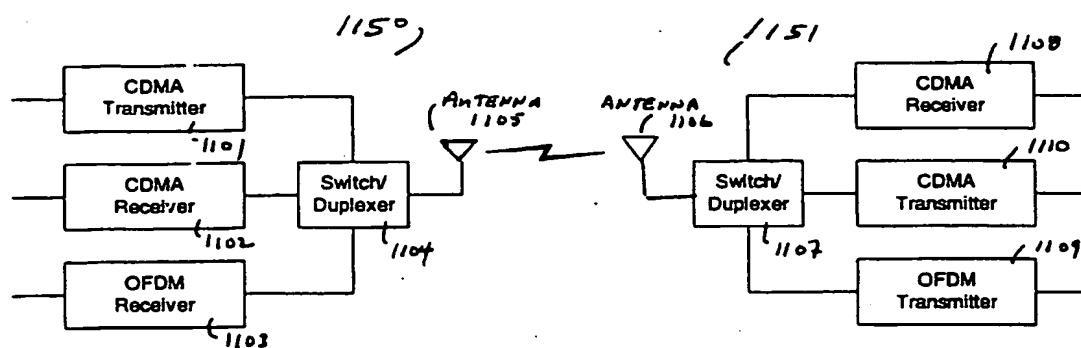 1150
1151
CDMA
Transmitter
1101
CDMA
Receiver
1102
OFDM
Receiver
1103
Switch/
Duplexer
1104
ANTENNA
1105
ANTENNA
1106
Switch/
Duplexer
1107
1108
CDMA
Receiver
1110
CDMA
Transmitter
1109
OFDM
Transmitter